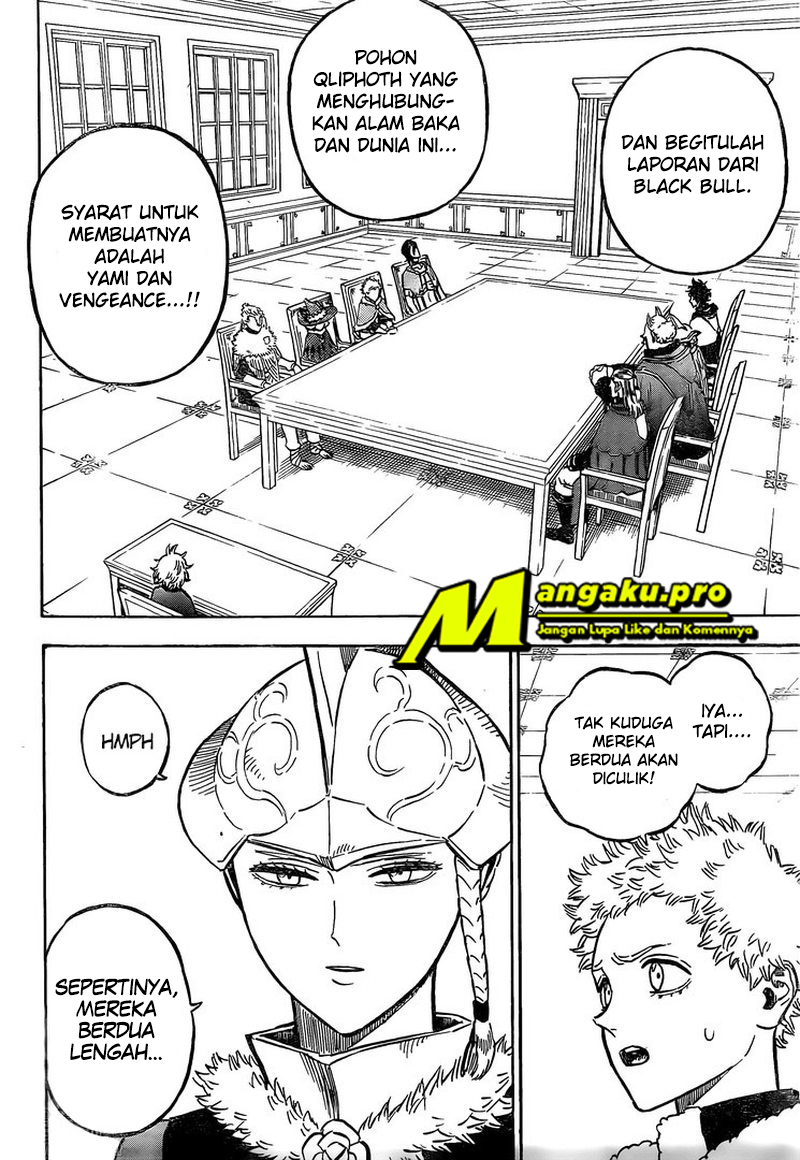 DAN BEGITULAH
LAPORAN DARI
BLACK BULL.
POHON
QLIPHOTH YANG
MENGHUBUNG-
KAN ALAM BAKA
DAN DUNIA INI...
SYARAT UNTUK
MEMBUATNYA
ADALAH
YAMI DAN
VENGEANCE...!!
Mangaku.pro
Jangan Lupa Like dan Komennya
IYA...
TAPI....
TAK KUDUGA
MEREKA
BERDUA AKAN
DICULIK!
HMPH
SEPERTINYA,
MEREKA
BERDUA
LENGAH...